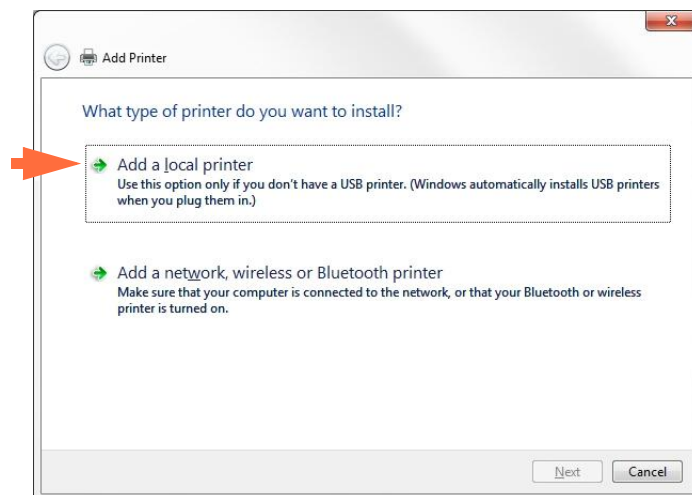 Add Printer
What type of printer do you want to install?
Add a local printer
Use this option only if you don't have a USB printer. (Windows automatically installs USB printers
when you plug them in.)
Add a network, wireless or Bluetooth printer
Make sure that your computer is connected to the network, or that your Bluetooth or wireless
printer is turned on.
Next Cancel